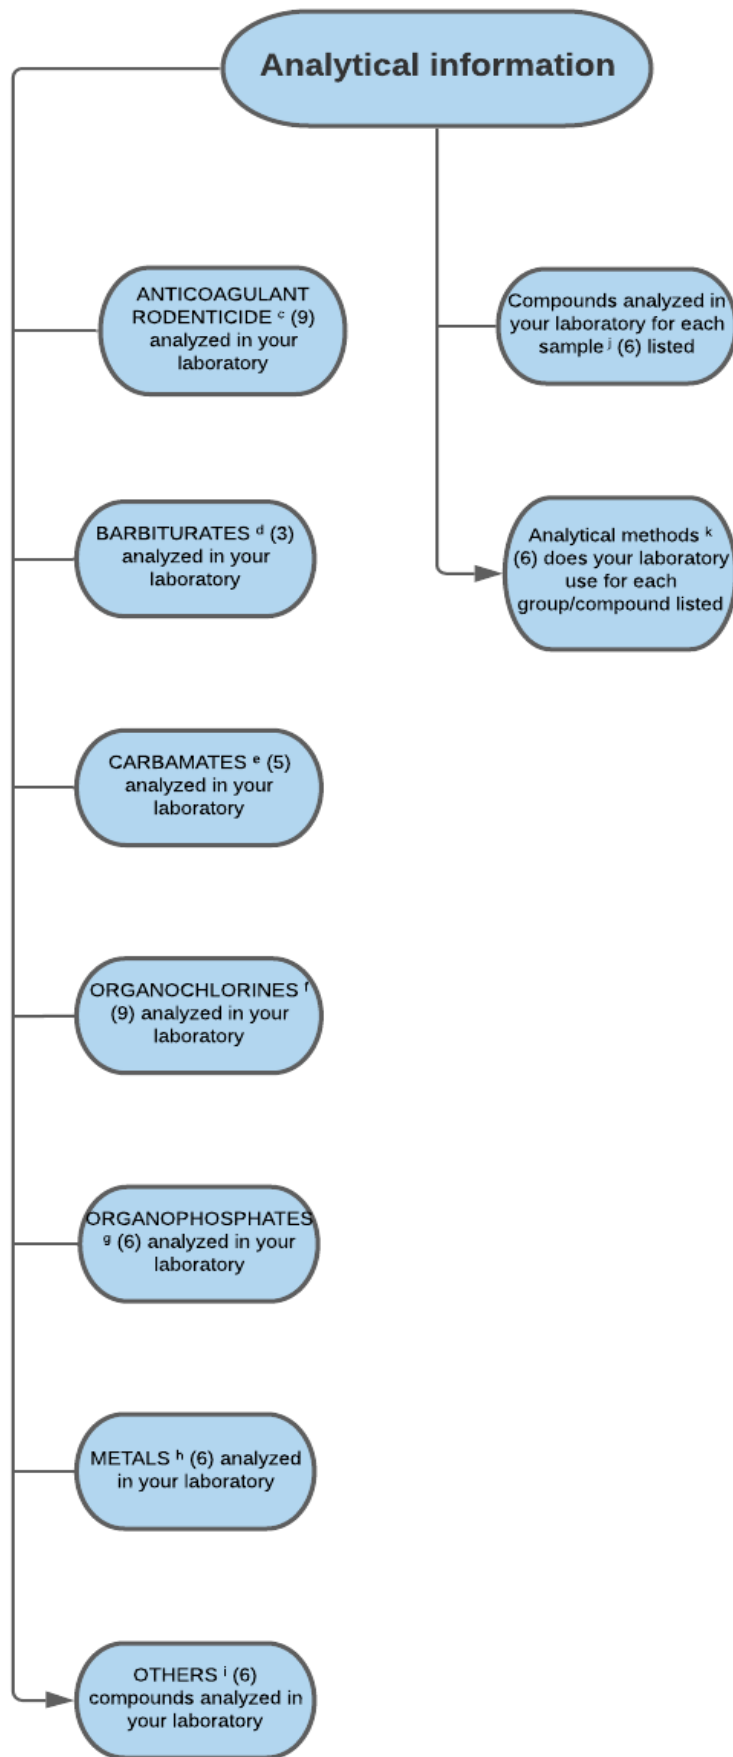 Analytical information
ANTICOAGULANT
RODENTICIDE ᶜ (9)
analyzed in your
laboratory
Compounds analyzed in
your laboratory for each
sample ʲ (6) listed
BARBITURATES ᵈ (3)
analyzed in your
laboratory
Analytical methods ᵏ
(6) does your laboratory
use for each
group/compound listed
CARBAMATES ᵉ (5)
analyzed in your
laboratory
ORGANOCHLORINES ᶠ
(9) analyzed in your
laboratory
ORGANOPHOSPHATES
ᵍ (6) analyzed in your
laboratory
METALS ʰ (6) analyzed
in your laboratory
OTHERS ⁱ (6)
compounds analyzed in
your laboratory